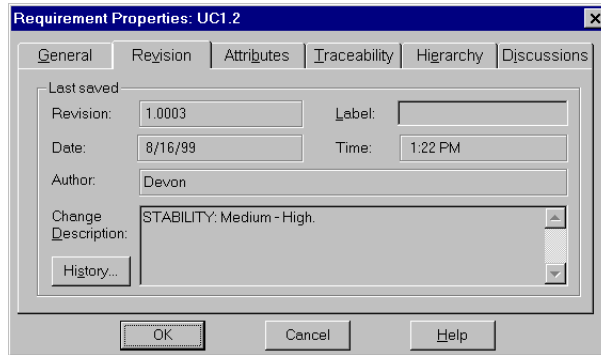 Requirement Properties: UC1.2
General Revision Attributes Traceability Hierarchy Discussions
Last saved
Revision: 1.0003 Label:
Date: 8/16/99 Time: 1:22 PM
Author: Devon
Change STABILITY: Medium - High.
Description:
History...
OK Cancel Help